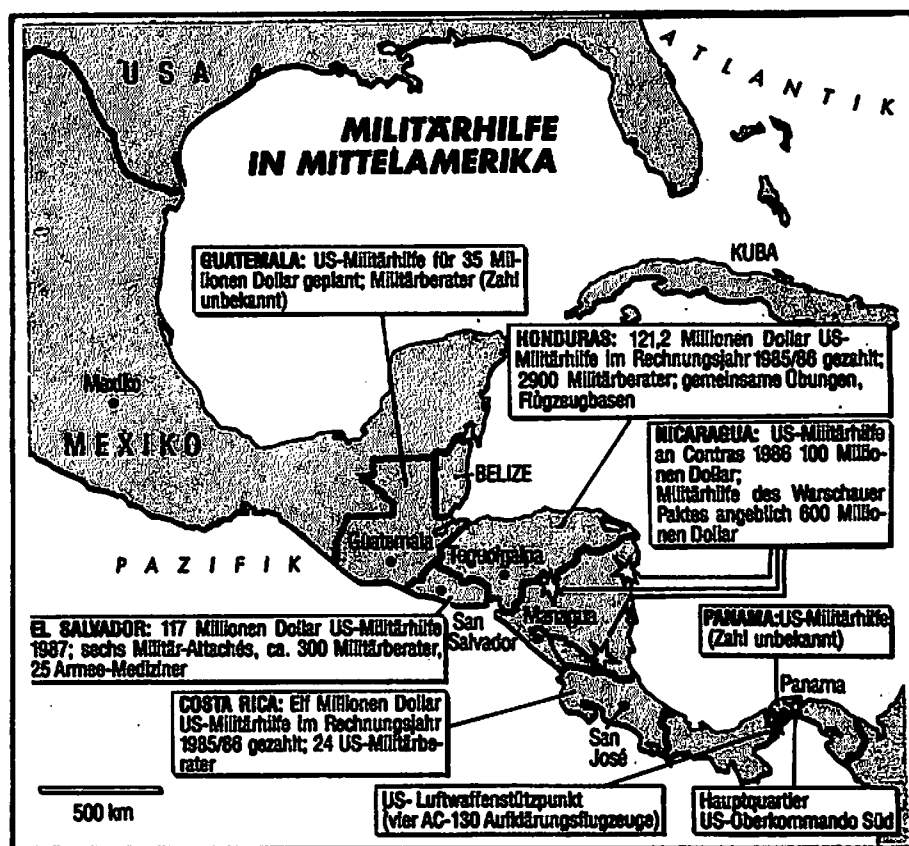 USA
ATLANTIK
MILITÄRHILFE
IN MITTELAMERIKA
KUBA
GUATEMALA: US-Militärhilfe für 35 Mil-
lionen Dollar geplant; Militärberater (Zahl
unbekannt)
HONDURAS: 121,2 Millionen Dollar US-
Militärhilfe im Rechnungsjahr 1985/86 gezahlt;
2900 Militärberater; gemeinsame Übungen,
Flugzeugbasen
Mexiko
MEXIKO
NICARAGUA: US-Militärhilfe
an Contras 1986 100 Millio-
nen Dollar;
Militärhilfe des Warschauer
Paktes angeblich 600 Millio-
nen Dollar
BELIZE
PAZIFIK
Guatemala
Tegucigalpa
Managua
San
Salvador
EL SALVADOR: 117 Millionen Dollar US-Militärhilfe
1987; sechs Militär-Attachés, ca. 300 Militärberater,
25 Armee-Mediziner
PANAMA:US-Militärhilfe
(Zahl unbekannt)
Panama
COSTA RICA: Elf Millionen Dollar
US-Militärhilfe im Rechnungsjahr
1985/86 gezahlt; 24 US-Militärbe-
rater
San
José
500 km
US- Luftwaffenstützpunkt
(vier AC-130 Aufklärungsflugzeuge)
Hauptquartier
US-Oberkommando Süd